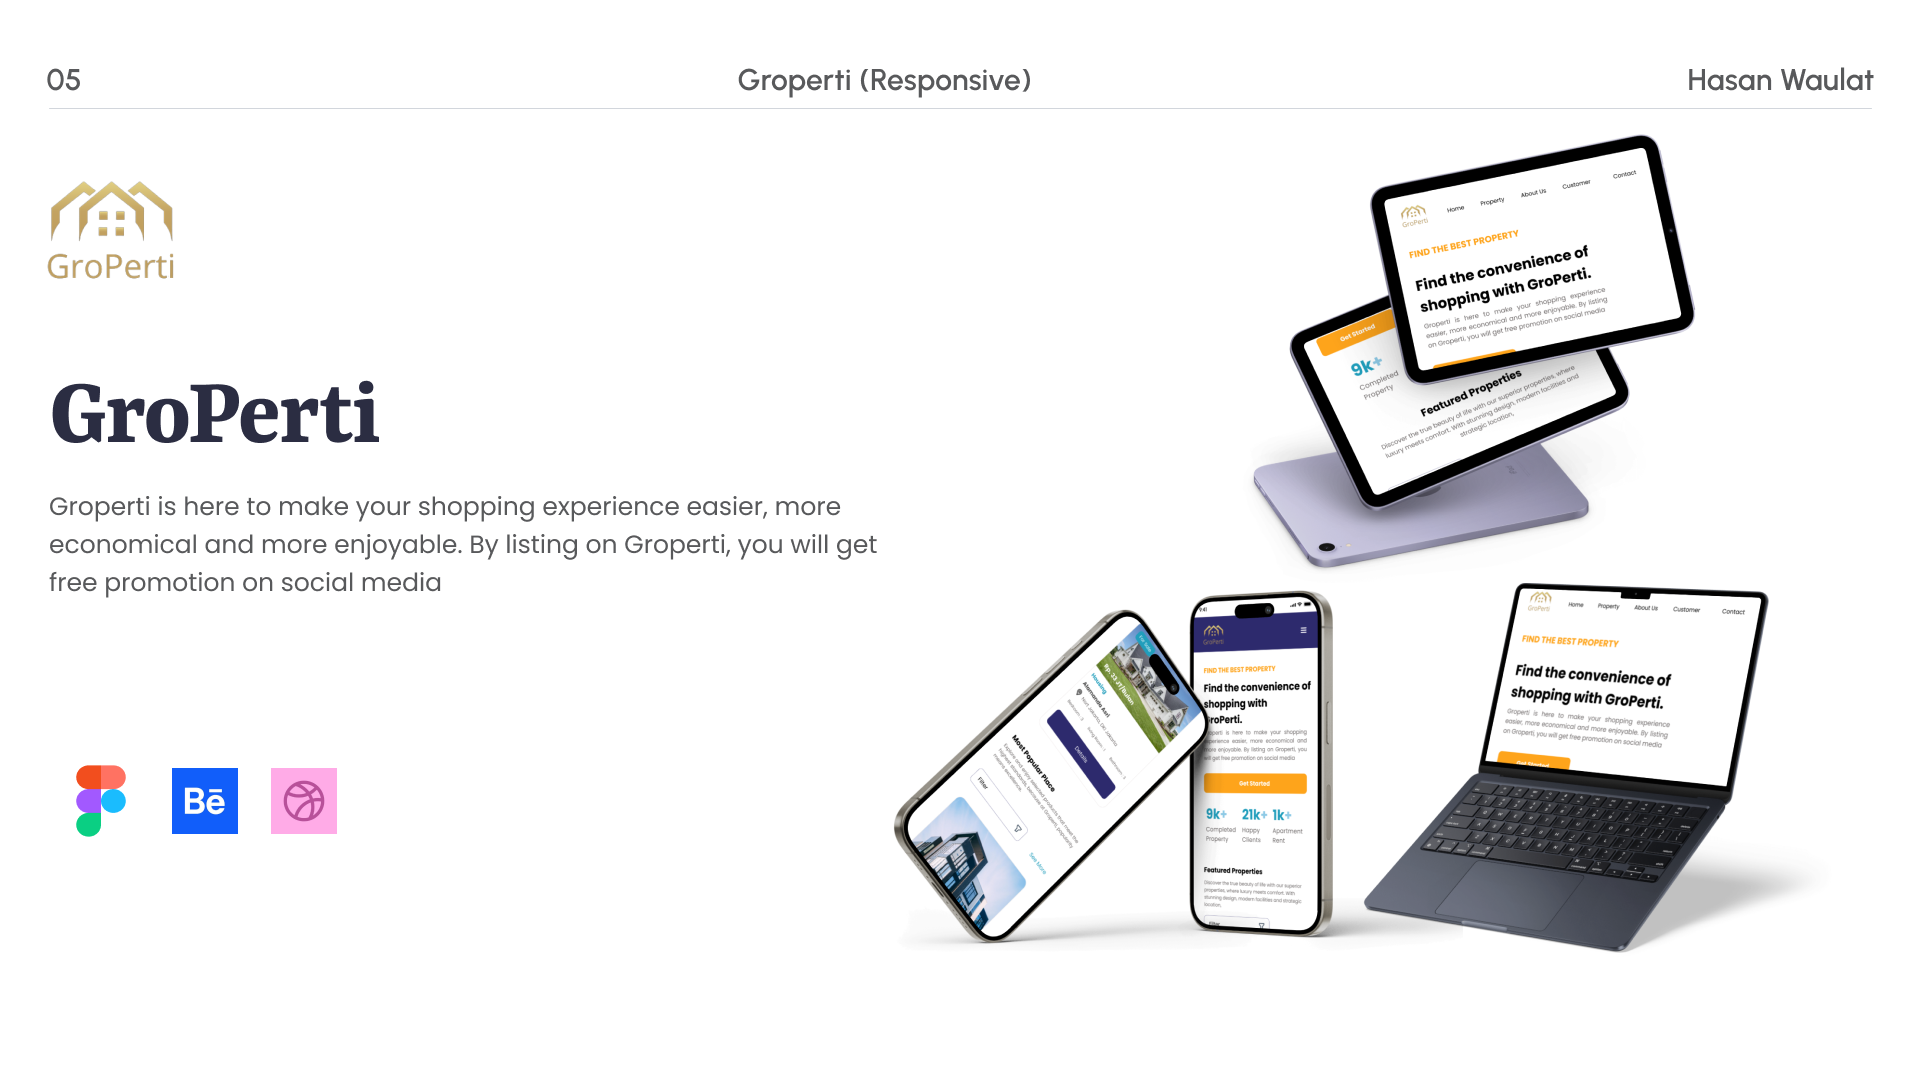 05
Groperti (Responsive)
Hasan Waulat
GroPerti
GroPerti
Groperti is here to make your shopping experience easier, more
economical and more enjoyable. By listing on Groperti, you will get
free promotion on social media
Bē
GroPerti
Home
Property
About Us
Customer
Contact
FIND THE BEST PROPERTY
Find the convenience of
shopping with GroPerti.
Groperti is here to make your shopping experience
easier, more economical and more enjoyable. By listing
on Groperti, you will get free promotion on social media
Get Started
9k+
Completed
Property
Featured Properties
Discover the true beauty of life with our superior properties, where
luxury meets comfort. With stunning design, modern facilities and
strategic location,
Rp. 33 JT/Bulan
Housing
Alamanda Asri
Details
Most Popular Place
Filter
See More
9:41
GroPerti
FIND THE BEST PROPERTY
Find the convenience of
shopping with
GroPerti.
Groperti is here to make your shopping
experience easier, more economical and
more enjoyable. By listing on Groperti, you
will get free promotion on social media
Get Started
9k+ 21k+ 1k+
Completed Happy Apartment
Property Clients Rent
Featured Properties
Discover the true beauty of life with our superior
properties, where luxury meets comfort. With
stunning design, modern facilities and strategic
location.
Filter
GroPerti
Home
Property
About Us
Customer
Contact
FIND THE BEST PROPERTY
Find the convenience of
shopping with GroPerti.
Groperti is here to make your shopping experience
easier, more economical and more enjoyable. By listing
on Groperti, you will get free promotion on social media
Get Started